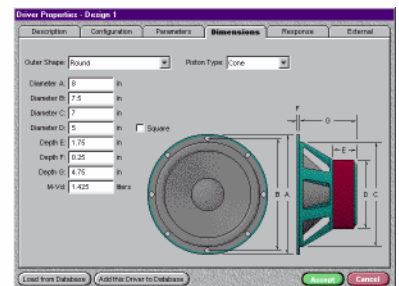 Driver Properties - Design 1
Description Configuration Parameters Dimensions Response External
Outer Shape: Round Piston Type: Cone
Diameter A: 8 in
Diameter B: 7.5 in
Diameter C: 7 in
Diameter D: 5 in Square
Depth E: 1.75 in
Depth F: 0.25 in
Depth G: 4.75 in
M-Vd: 1.425 liters
F
G
E
B A D C
Load from Database Add this Driver to Database Accept Cancel